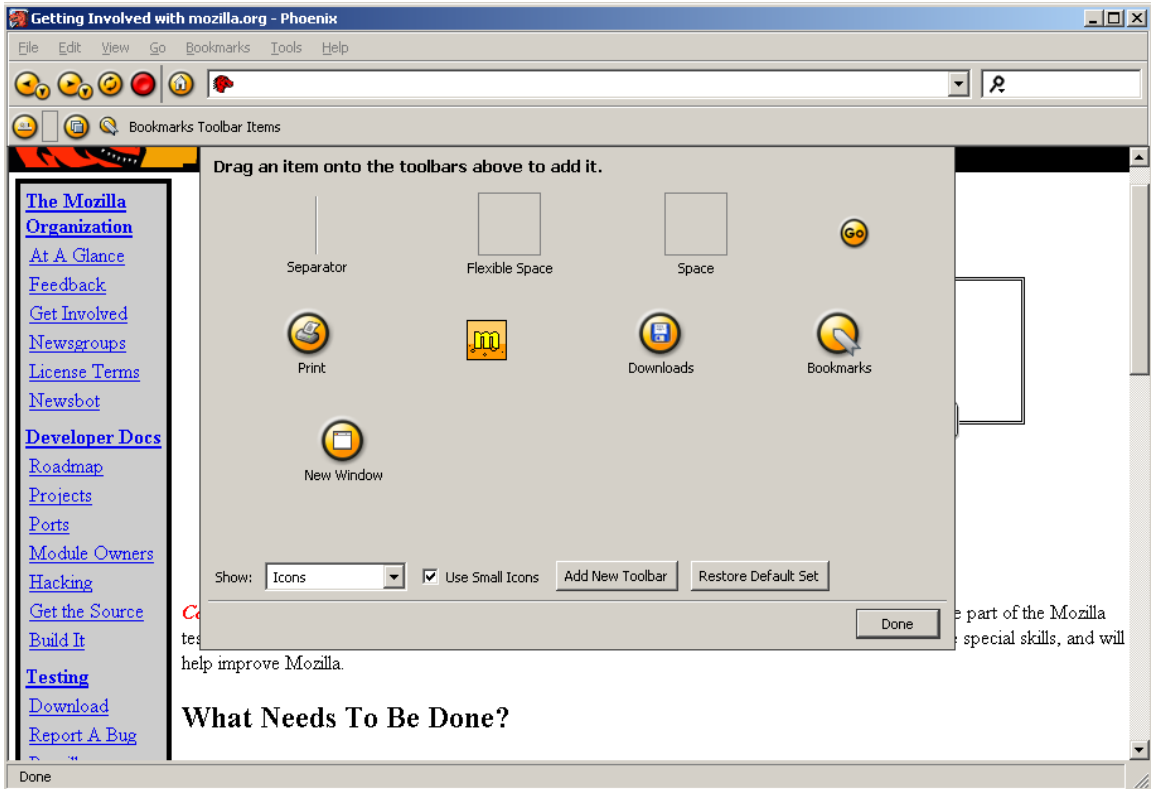 Getting Involved with mozilla.org - Phoenix
File Edit View Go Bookmarks Tools Help
Bookmarks Toolbar Items
Drag an item onto the toolbars above to add it.
Separator
Flexible Space
Space
Go
Print
m
Downloads
Bookmarks
New Window
Show: Icons Use Small Icons Add New Toolbar Restore Default Set
Done
The Mozilla
Organization
At A Glance
Feedback
Get Involved
Newsgroups
License Terms
Newsbot
Developer Docs
Roadmap
Projects
Ports
Module Owners
Hacking
Get the Source
Build It
Testing
Download
Report A Bug
part of the Mozilla
special skills, and will
help improve Mozilla.
What Needs To Be Done?
Done